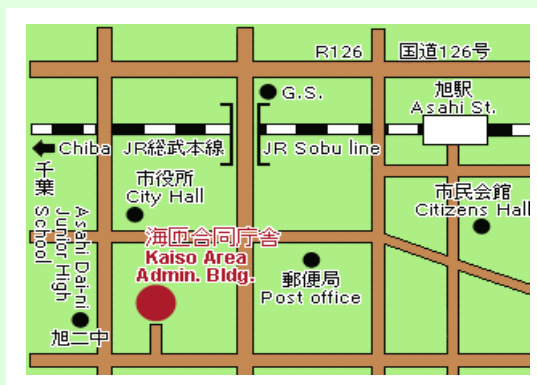 R126 国道126号
G.S.
旭駅
Asahi St.
Chiba
JR総武本線
JR Sobu line
千葉
市役所
City Hall
市民会館
Citizens Hall
Asahi Dai-ni
Junior High
School
旭二中
海匝合同庁舎
Kaiso Area
Admin. Bldg.
郵便局
Post office